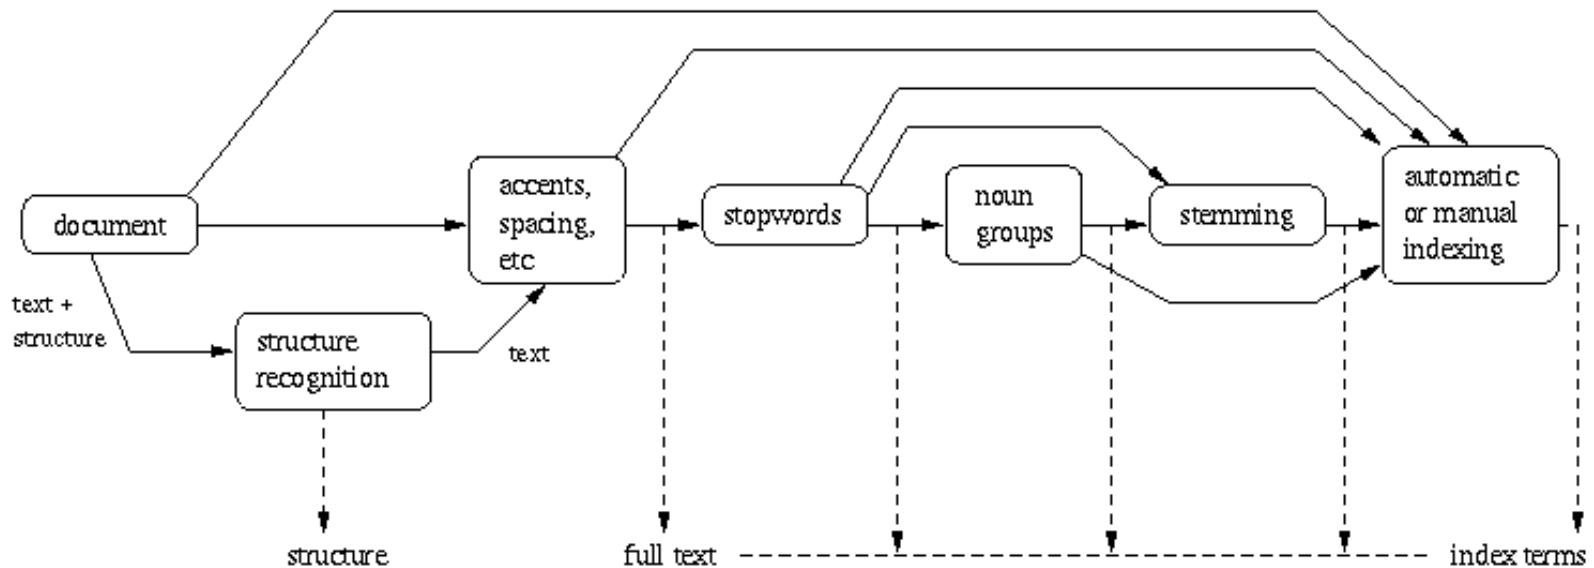 document
text +
structure
structure
recognition
text
accents,
spacing,
etc
stopwords
noun
groups
stemming
automatic
or manual
indexing
structure
full text
index terms